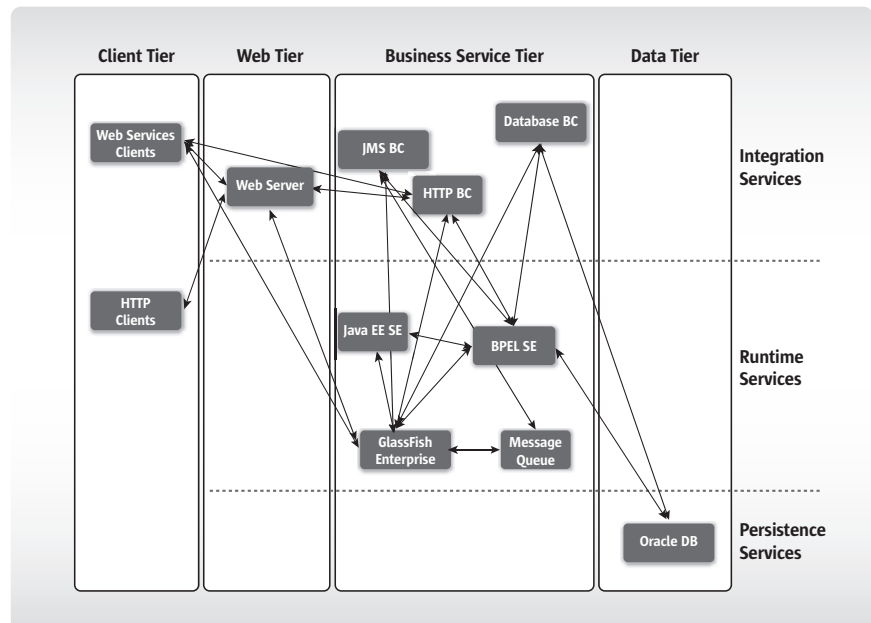 Client Tier
Web Tier
Business Service Tier
Data Tier
Web Services
Clients
Web Server
JMS BC
HTTP BC
Database BC
Integration
Services
HTTP
Clients
Java EE SE
BPEL SE
Runtime
Services
GlassFish
Enterprise
Message
Queue
Oracle DB
Persistence
Services